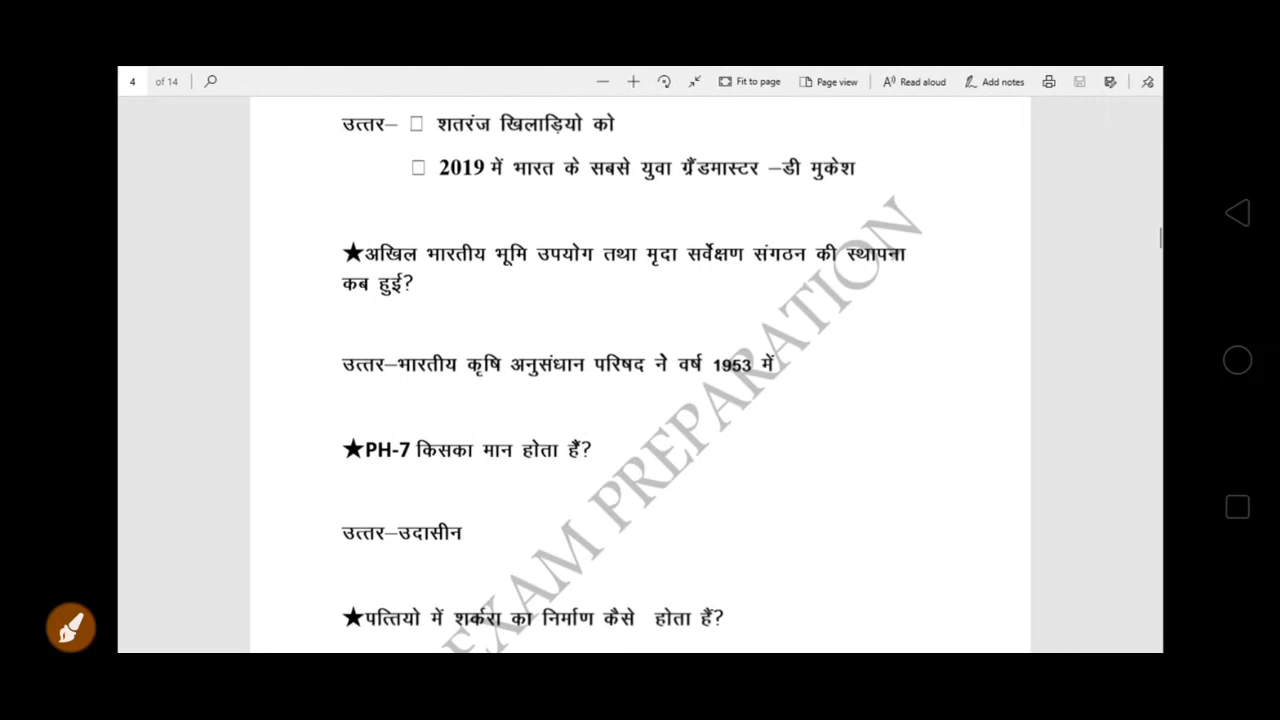 4 of 14 Fit to page Page view Read aloud Add notes
उत्तर– □ शतरंज खिलाड़ियो को
□ 2019 में भारत के सबसे युवा ग्रैंडमास्टर –डी मुकेश
★अखिल भारतीय भूमि उपयोग तथा मृदा सर्वेक्षण संगठन की स्थापना
कब हुई?
उत्तर–भारतीय कृषि अनुसंधान परिषद ने वर्ष 1953 में
★PH-7 किसका मान होता हैं?
उत्तर–उदासीन
★पत्तियो में शर्करा का निर्माण कैसे होता हैं?
EXAM PREPARATION